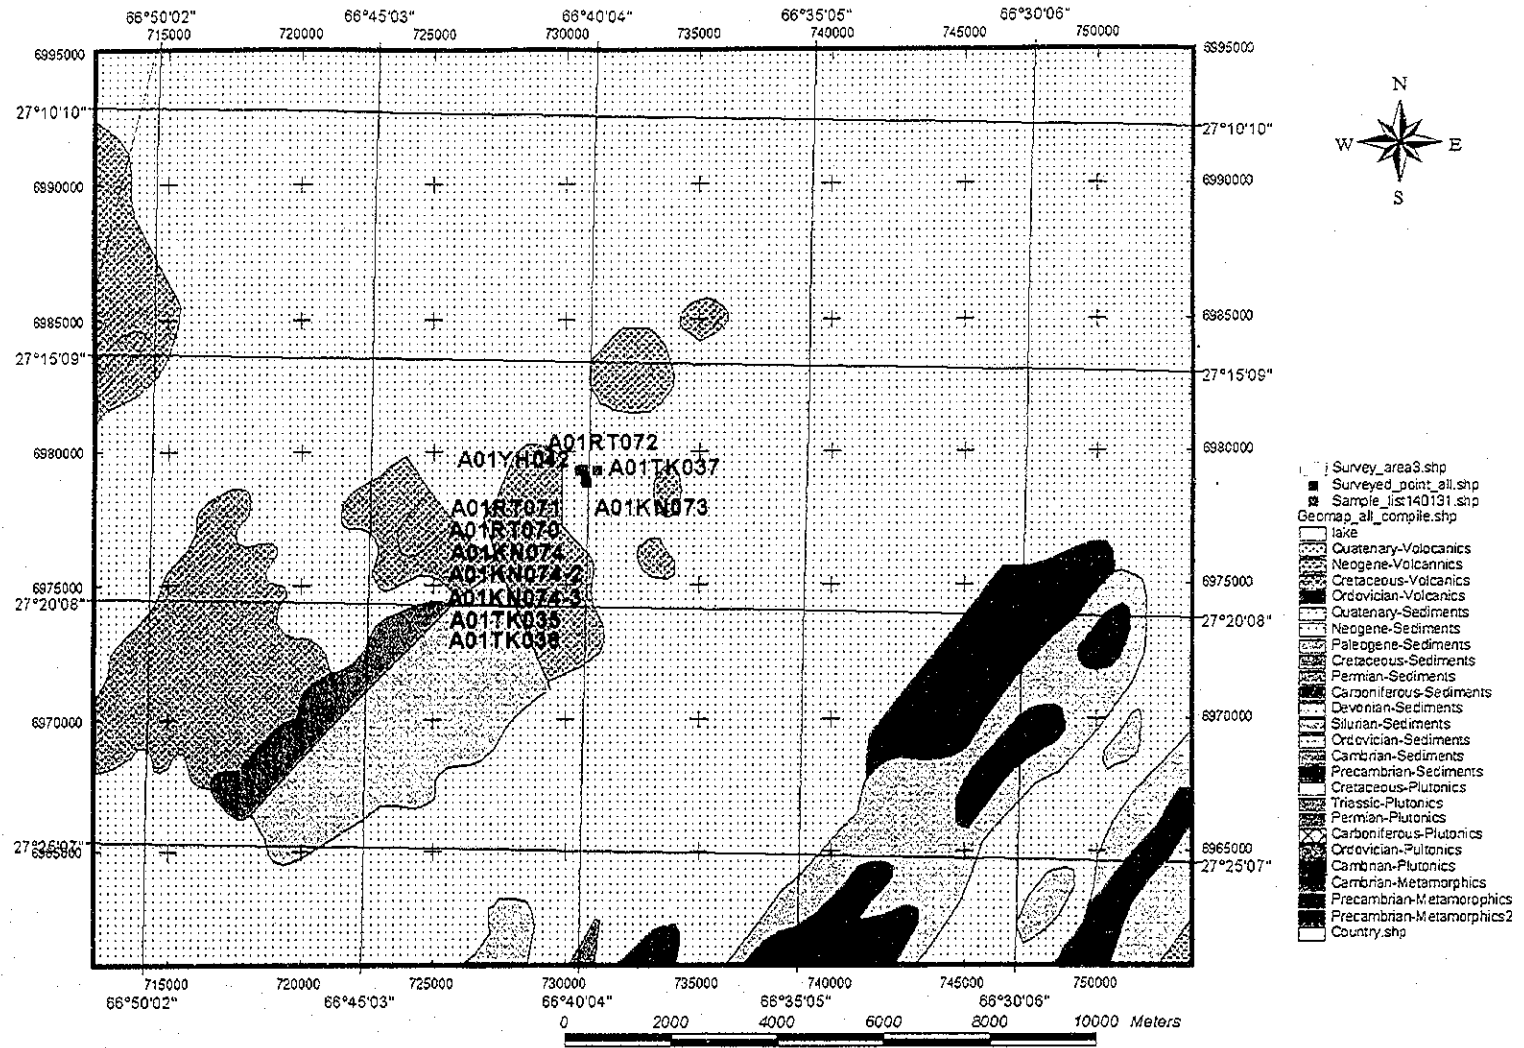 66°50'02" 66°45'03" 66°40'04" 66°35'05" 66°30'06"
715000 720000 725000 730000 735000 740000 745000 750000
6995000 6995000
27°10'10" 27°10'10"
6990000 6990000
6985000 6985000
27°15'09" 27°15'09"
6980000 6980000
6975000 6975000
27°20'08" 27°20'08"
6970000 6970000
27°25'07" 6965000
27°25'07"
A01RT072
A01YH042 A01TK037
A01RT071 A01KN073
A01RT070
A01KN074
A01KN074-2
A01KN074-3
A01TK035
A01TK036
715000 720000 725000 730000 735000 740000 745000 750000
66°50'02" 66°45'03" 66°40'04" 66°35'05" 66°30'06"
0 2000 4000 6000 8000 10000 Meters
N
W E
S
Survey_area3.shp
Surveyed_point_all.shp
Sample_list140131.shp
Geomap_all_compile.shp
lake
Quatenary-Volocanics
Neogene-Volcannics
Cretaceous-Volcanics
Ordovician-Volcanics
Quatenary-Sediments
Neogene-Sediments
Paleogene-Sediments
Cretaceous-Sediments
Permian-Sediments
Carboniferous-Sediments
Devonian-Sediments
Silurian-Sediments
Ordovician-Sediments
Cambrian-Sediments
Precambrian-Sediments
Cretaceous-Plutonics
Triassic-Plutonics
Permian-Plutonics
Carboniferous-Plutonics
Ordovician-Pultonics
Cambrian-Plutonics
Cambrian-Metamorphics
Precambrian-Metamorophics
Precambrian-Metamorphics2
Country.shp